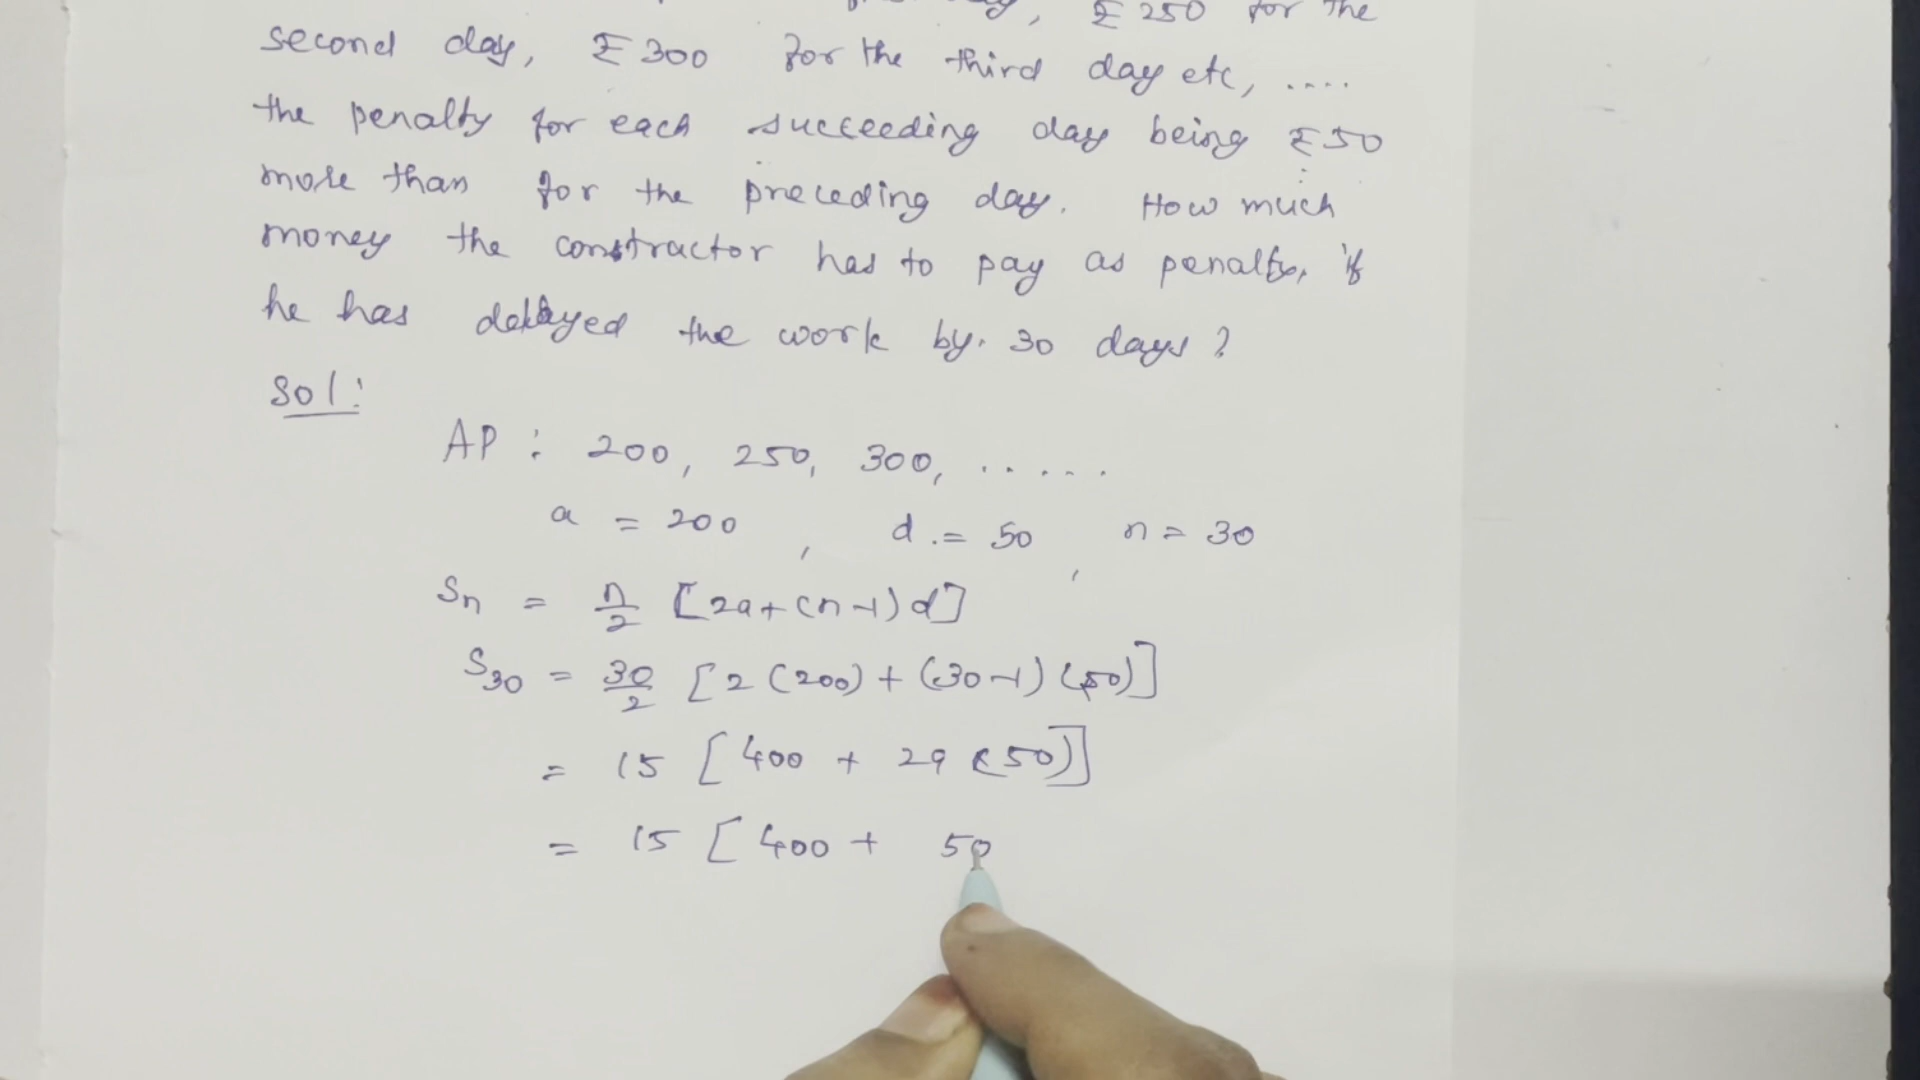 , ₹ 250 for the
second day, ₹ 300 for the third day etc, ....
the penalty for each succeeding day being ₹ 50
more than for the preceding day. How much
money the constractor has to pay as penalty, if
he has delayed the work by. 30 days ?
Sol:
AP : 200, 250, 300, .....
a = 200 , d = 50 , n = 30
Sn = n/2 [2a+(n-1)d]
S30 = 30/2 [2(200) + (30-1)(50)]
= 15 [400 + 29(50)]
= 15 [400 + 50